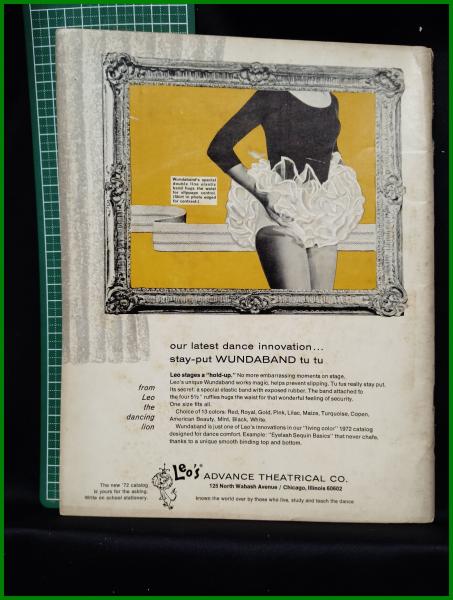 Wundaband's special
double line elastic
band hugs the waist
for slippage control.
(Seen in photo edged
for contrast.)
our latest dance innovation...
stay-put WUNDABAND tu tu
from
Leo
the
dancing
lion
Leo stages a "hold-up." No more embarrassing moments on stage.
Leo's unique Wundaband works magic, helps prevent slipping. Tu tus really stay put.
Its secret: a special elastic band with exposed rubber. The band attached to
the four 5½" ruffles hugs the waist for that wonderful feeling of security.
One size fits all.
Choice of 13 colors: Red, Royal, Gold, Pink, Lilac, Maize, Turquoise, Copen,
American Beauty, Mint, Black, White.
Wundaband is just one of Leo's innovations in our "living color" 1972 catalog
designed for dance comfort. Example: "Eyelash Sequin Basics" that never chafe,
thanks to a unique smooth binding top and bottom.
The new '72 catalog
is yours for the asking.
Write on school stationery.
Leo's® ADVANCE THEATRICAL CO.
125 North Wabash Avenue / Chicago, Illinois 60602
known the world over by those who live, study and teach the dance